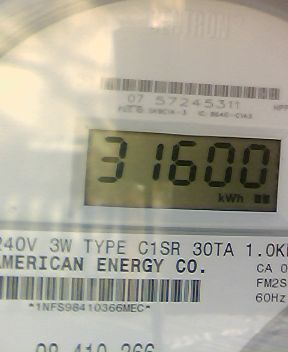 07 57245311
31600
kWh
240V 3W TYPE C1SR 30TA 1.0K
AMERICAN ENERGY CO.
CA 0
FM2S
60Hz
*1NFS98410366MEC*